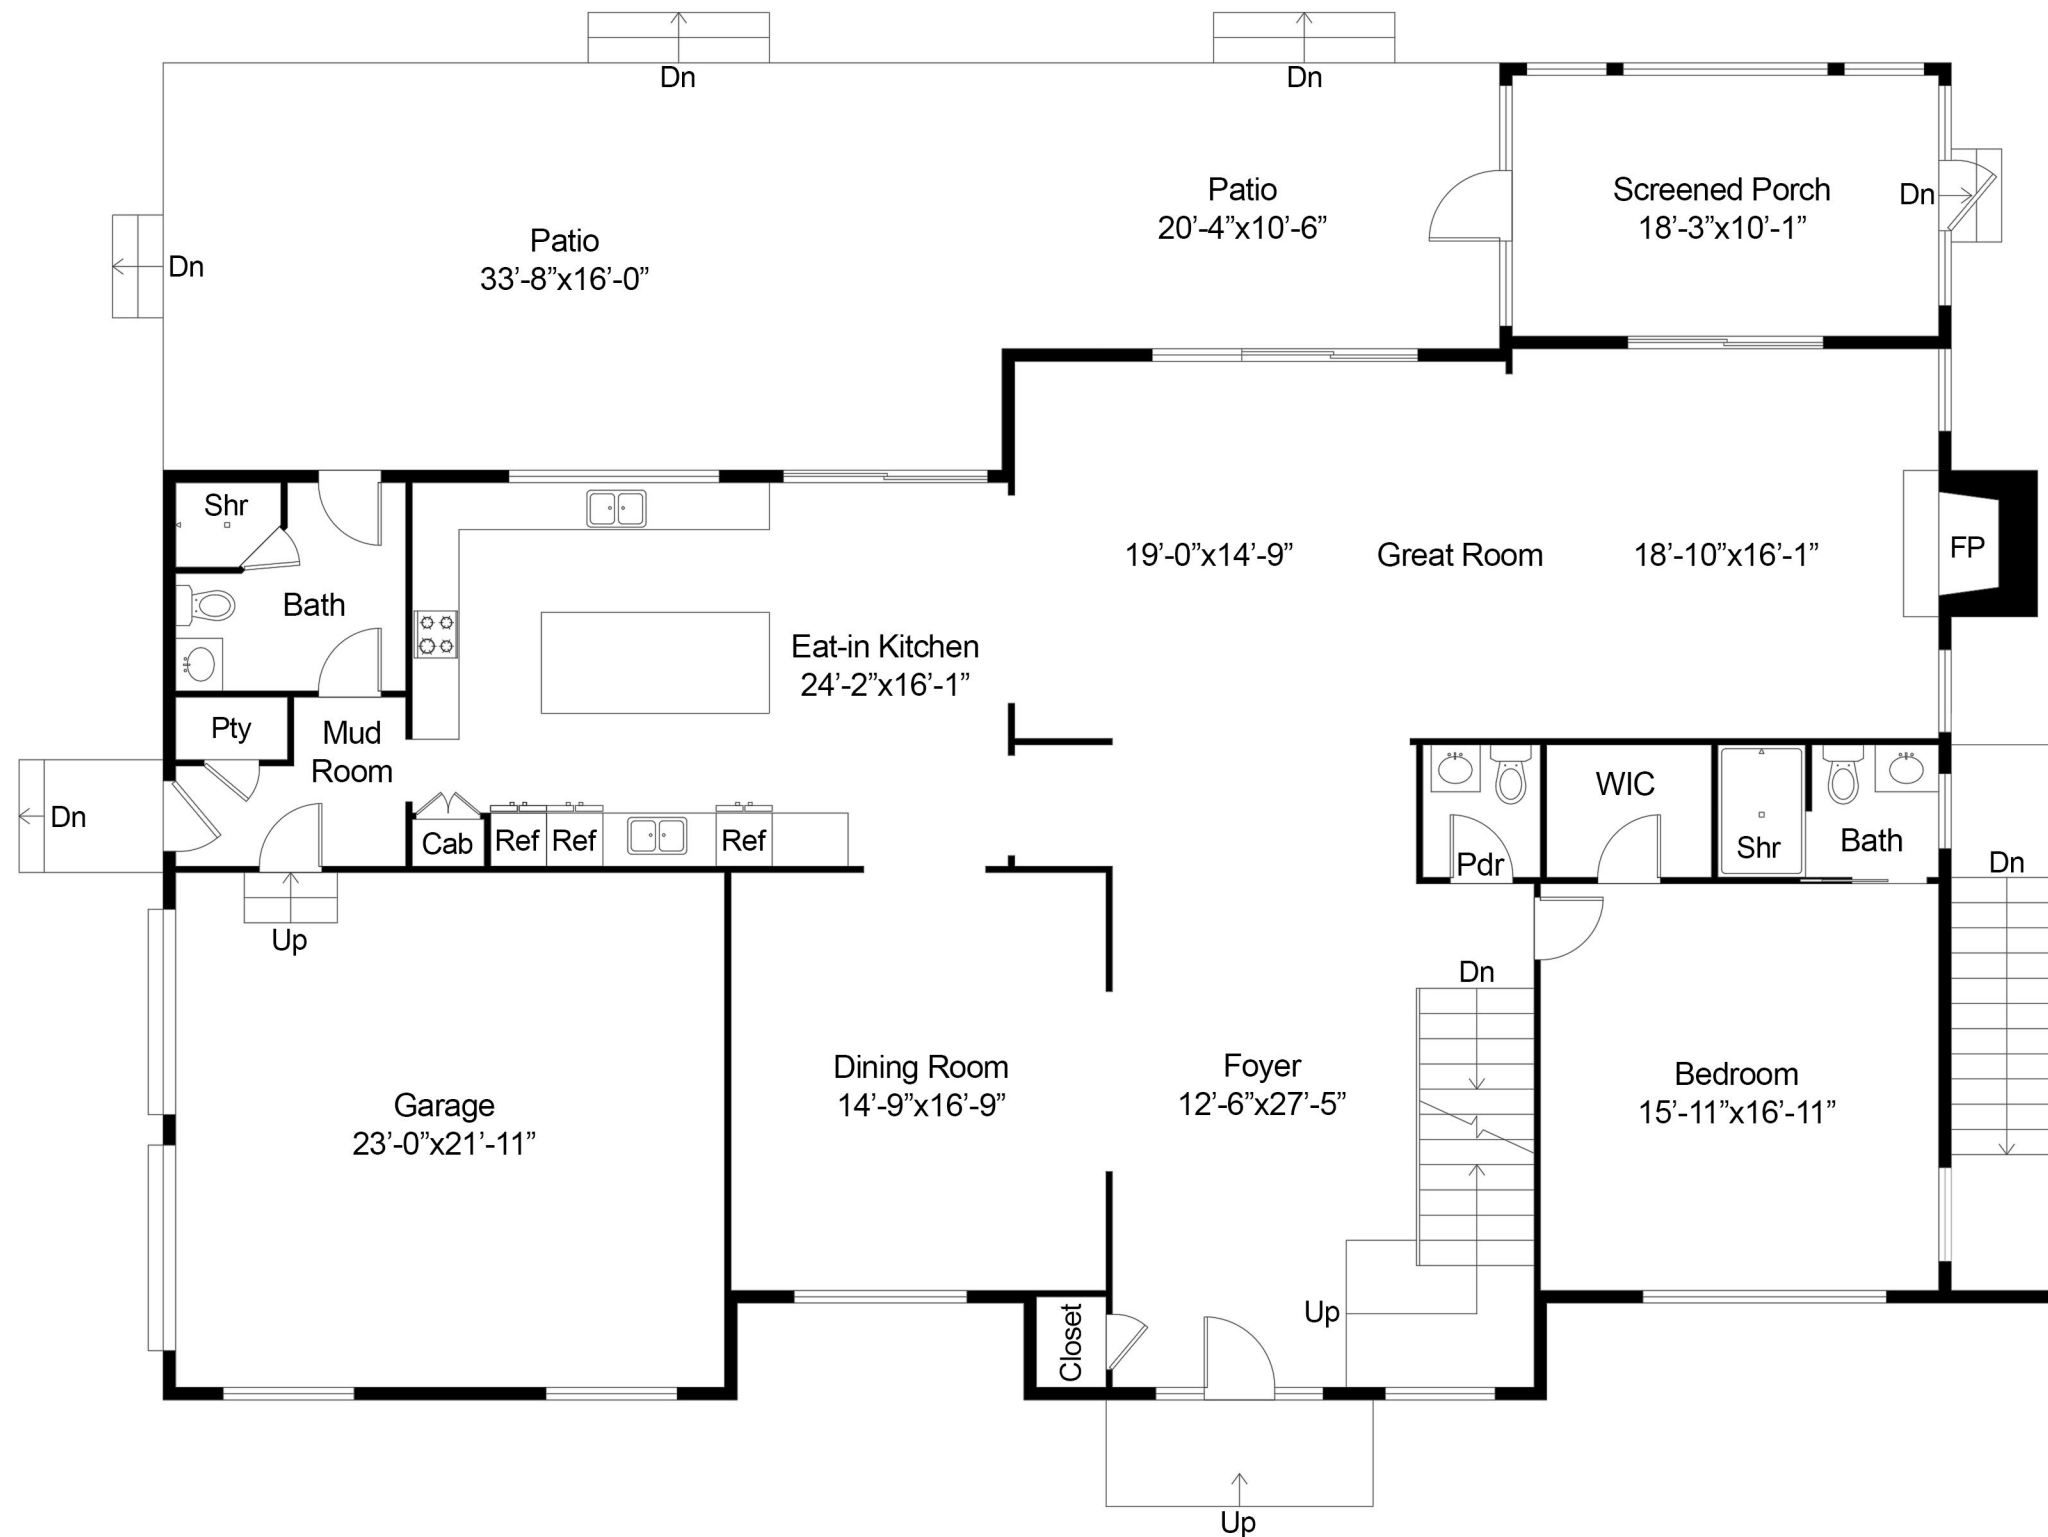 Dn
Dn
Patio
20’-4”x10’-6”
Screened Porch
18’-3”x10’-1”
Dn
Patio
33’-8”x16’-0”
Dn
Shr
Bath
19’-0”x14’-9”
Great Room
18’-10”x16’-1”
FP
Eat-in Kitchen
24’-2”x16’-1”
Pty
Mud
Room
Dn
Cab
Ref
Ref
Ref
WIC
Pdr
Shr
Bath
Dn
Up
Dn
Garage
23’-0”x21’-11”
Dining Room
14’-9”x16’-9”
Foyer
12’-6”x27’-5”
Bedroom
15’-11”x16’-11”
Closet
Up
Up